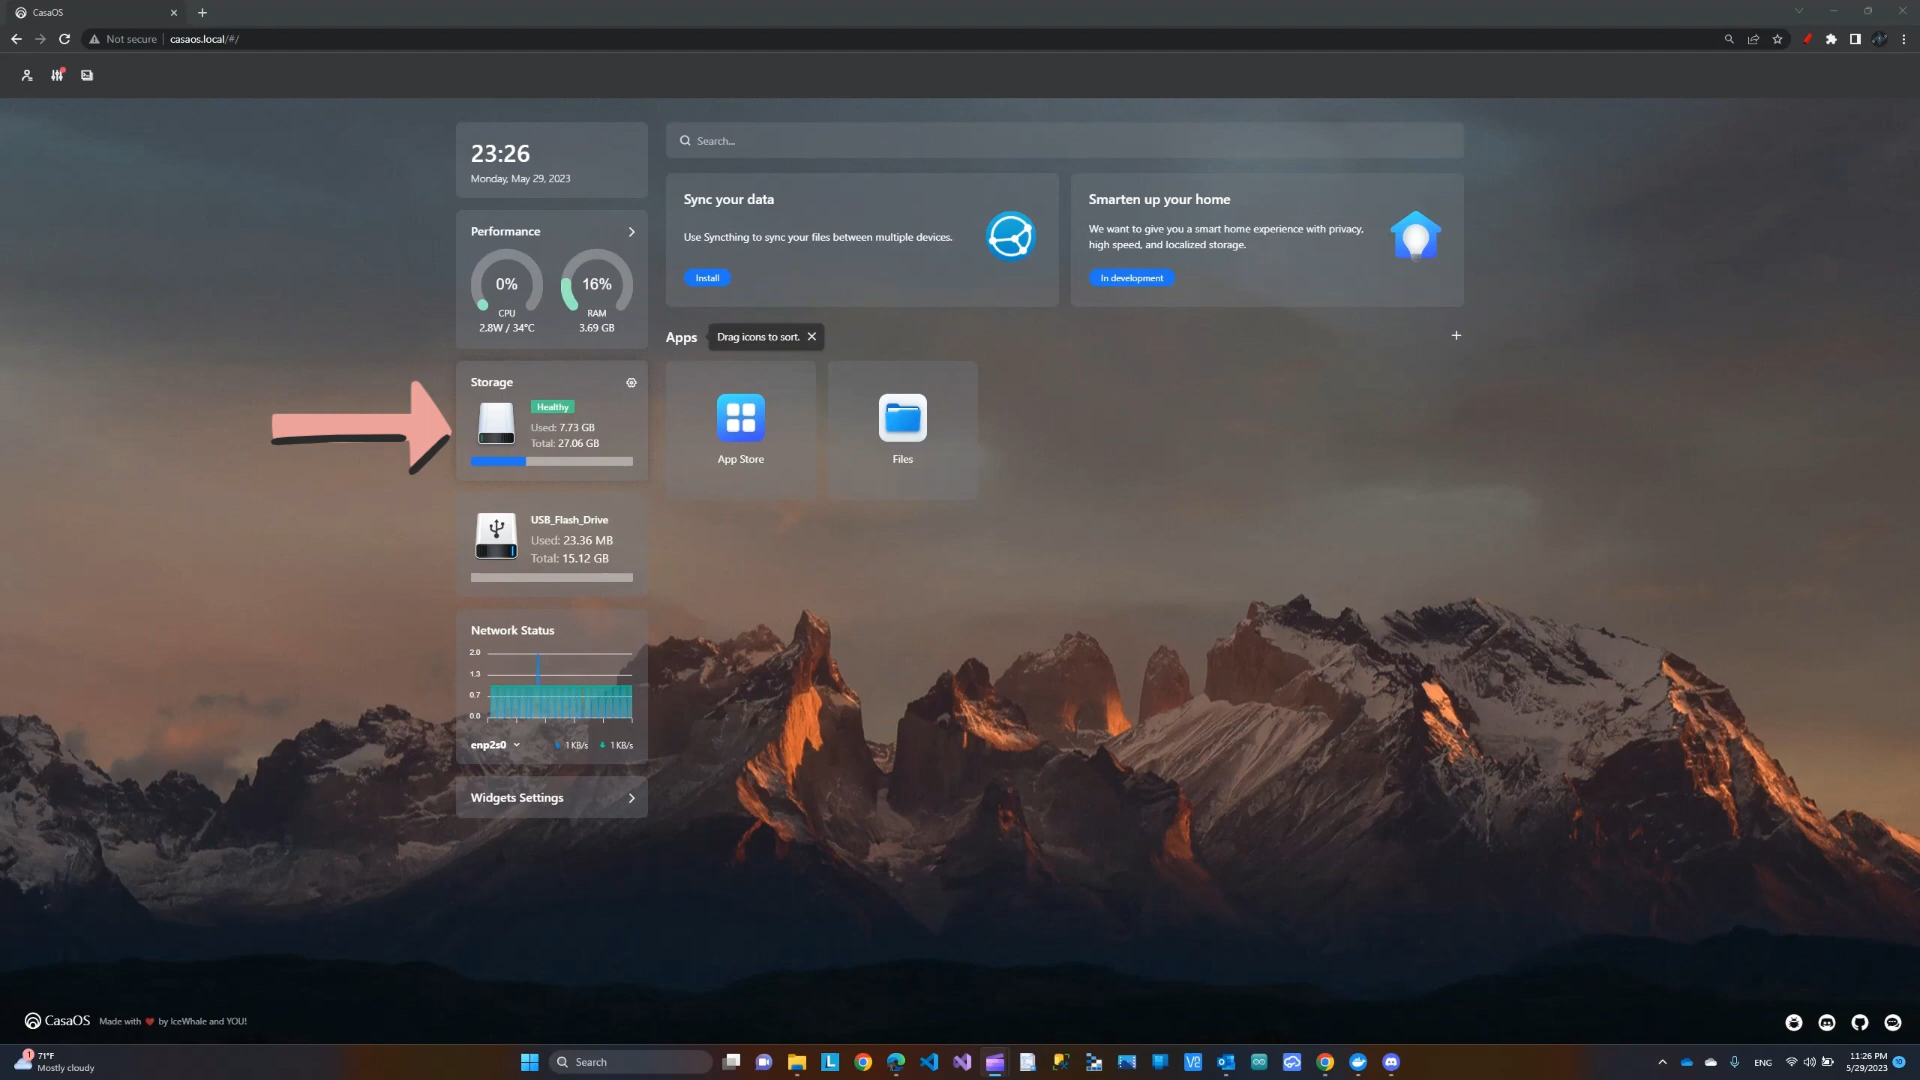 CasaOS
Not secure
casaos.local/#/
23:26
Monday, May 29, 2023
Search...
Sync your data
Use Syncthing to sync your files between multiple devices.
Install
Smarten up your home
We want to give you a smart home experience with privacy,
high speed, and localized storage.
In development
Performance
0%
CPU
2.8W / 34°C
16%
RAM
3.69 GB
Apps
Drag icons to sort.
Storage
Healthy
Used: 7.73 GB
Total: 27.06 GB
App Store
Files
USB_Flash_Drive
Used: 23.36 MB
Total: 15.12 GB
Network Status
2.0
1.3
0.7
0.0
enp2s0
1 KB/s
1 KB/s
Widgets Settings
CasaOS
Made with ❤ by IceWhale and YOU!
1
71°F
Mostly cloudy
Search
L
ENG
11:26 PM
5/29/2023